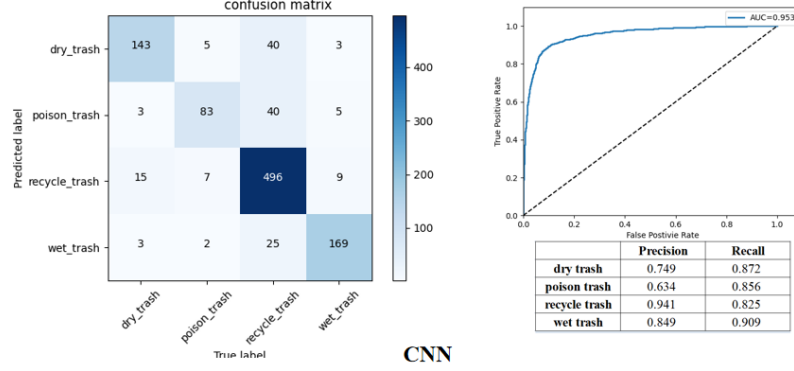 confusion matrix
Predicted label
dry_trash
143 5 40 3
poison_trash
3 83 40 5
recycle_trash
15 7 496 9
wet_trash
3 2 25 169
dry_trash
poison_trash
recycle_trash
wet_trash
True label
400
300
200
100
AUC=0.953
True Positive Rate
1.0
0.8
0.6
0.4
0.2
0.0
0.0 0.2 0.4 0.6 0.8 1.0
False Postivie Rate
Precision Recall
dry trash 0.749 0.872
poison trash 0.634 0.856
recycle trash 0.941 0.825
wet trash 0.849 0.909
CNN